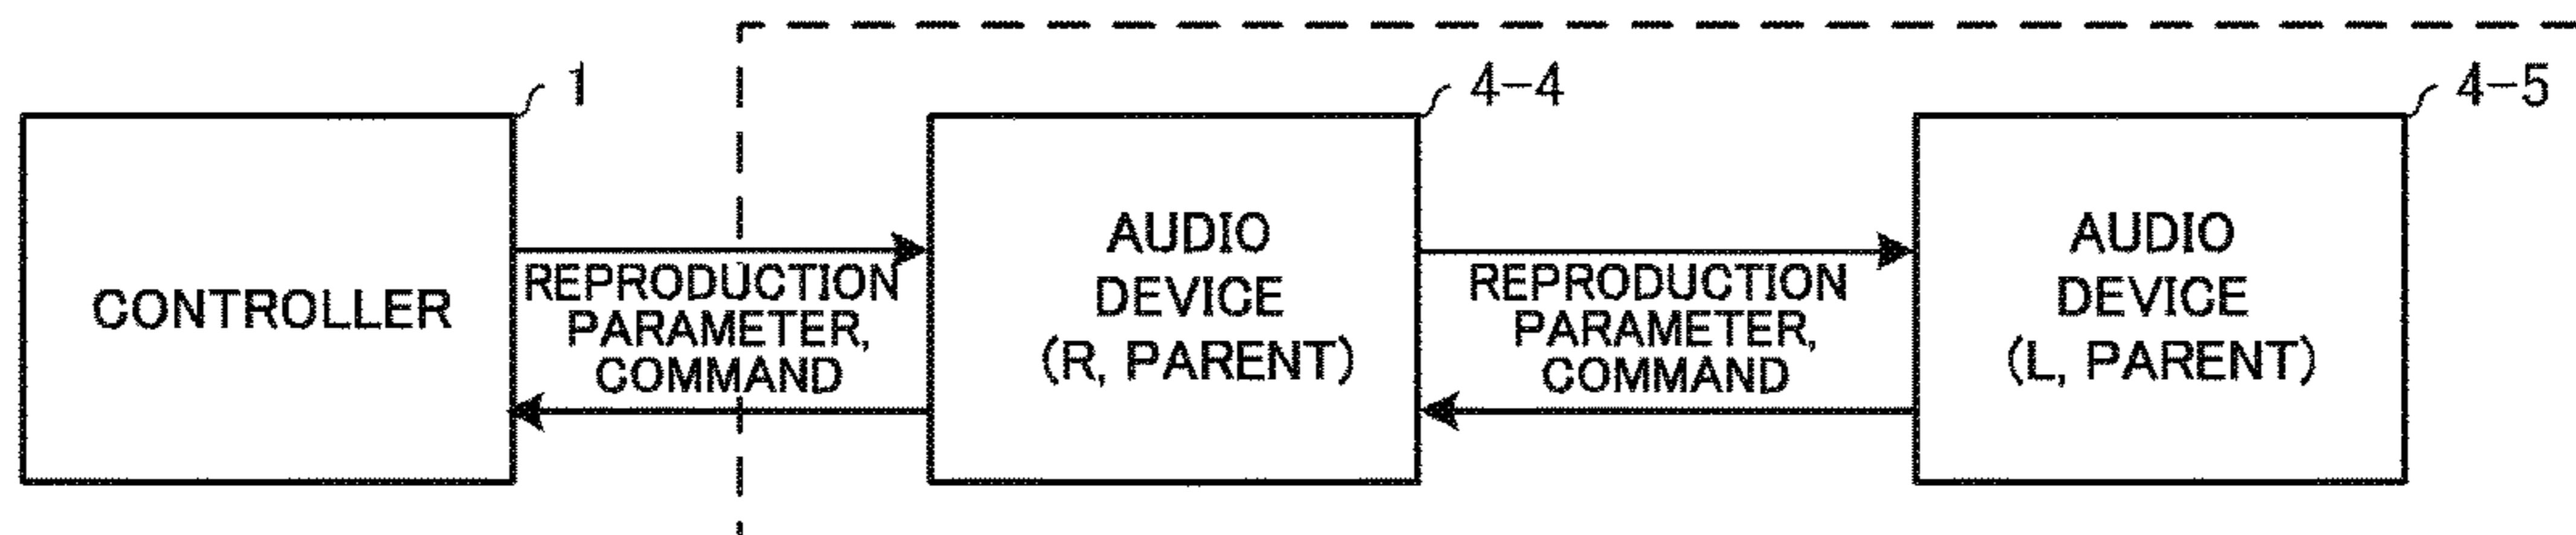 1
4-4
4-5
CONTROLLER
REPRODUCTION
PARAMETER,
COMMAND
AUDIO
DEVICE
(R, PARENT)
REPRODUCTION
PARAMETER,
COMMAND
AUDIO
DEVICE
(L, PARENT)